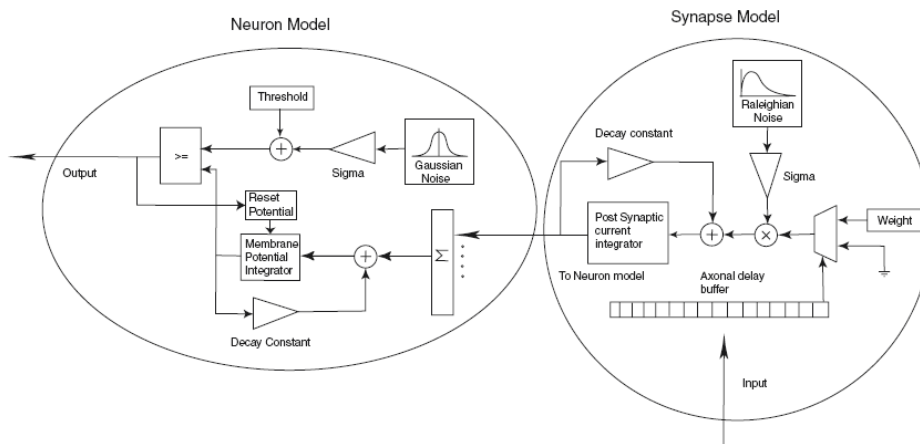 Neuron Model
Synapse Model
Threshold
>=
+
Sigma
Gaussian
Noise
Output
Reset
Potential
Membrane
Potential
Integrator
+
Σ
Decay Constant
Raleighian
Noise
Decay constant
Sigma
Post Synaptic
current
integrator
+
×
Weight
To Neuron model
Axonal delay
buffer
Input